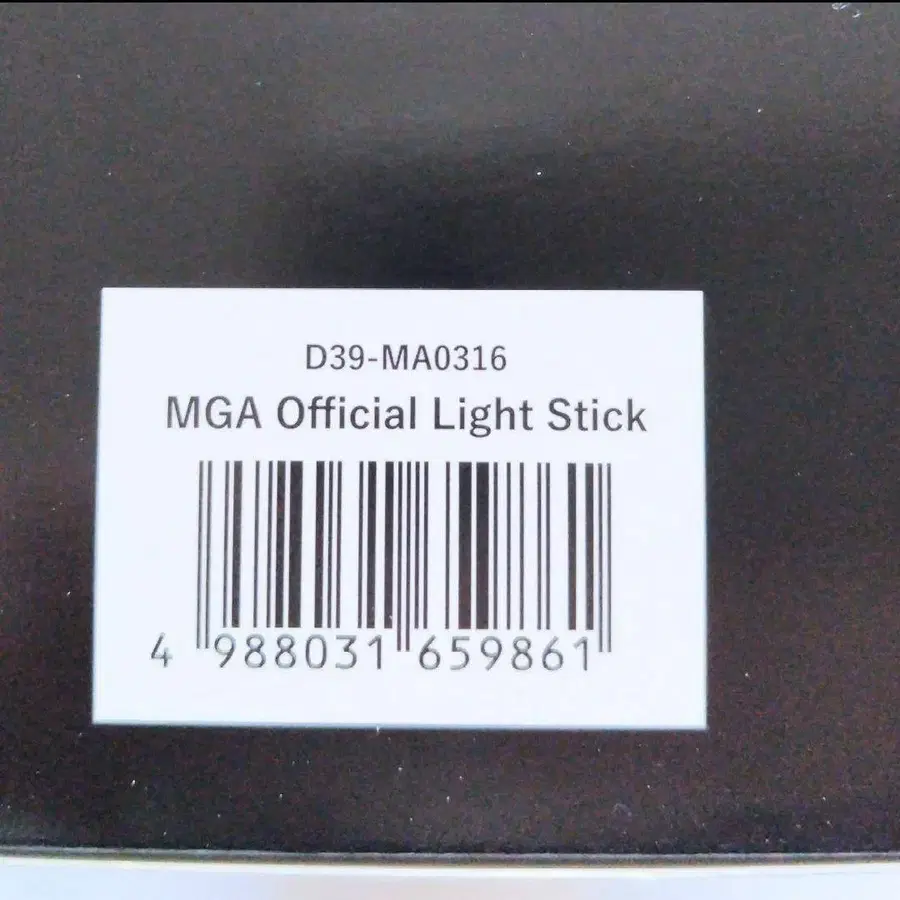 D39-MA0316
MGA Official Light Stick
4 988031 659861